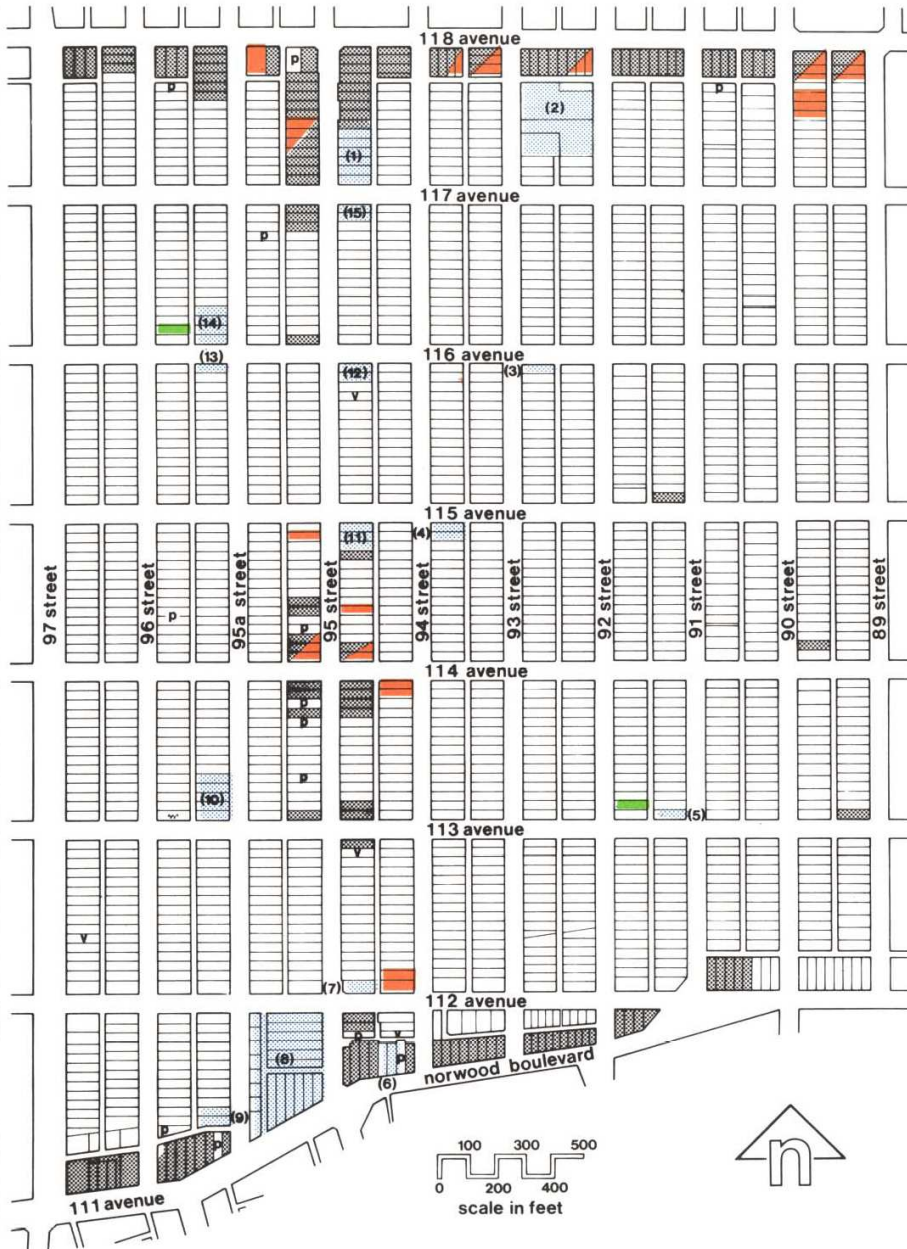 118 avenue
p
p
p
(1)
(2)
117 avenue
(15)
p
(14)
(13)
116 avenue
(12)
(3)
v
115 avenue
(11)
(4)
97 street
96 street
95a street
95 street
94 street
93 street
92 street
91 street
90 street
89 street
p
p
114 avenue
p
p
p
(10)
(5)
113 avenue
v
v
(7)
112 avenue
(8)
p
v
p
(6)
norwood boulevard
(9)
p
p
111 avenue
100 300 500
0 200 400
scale in feet
n